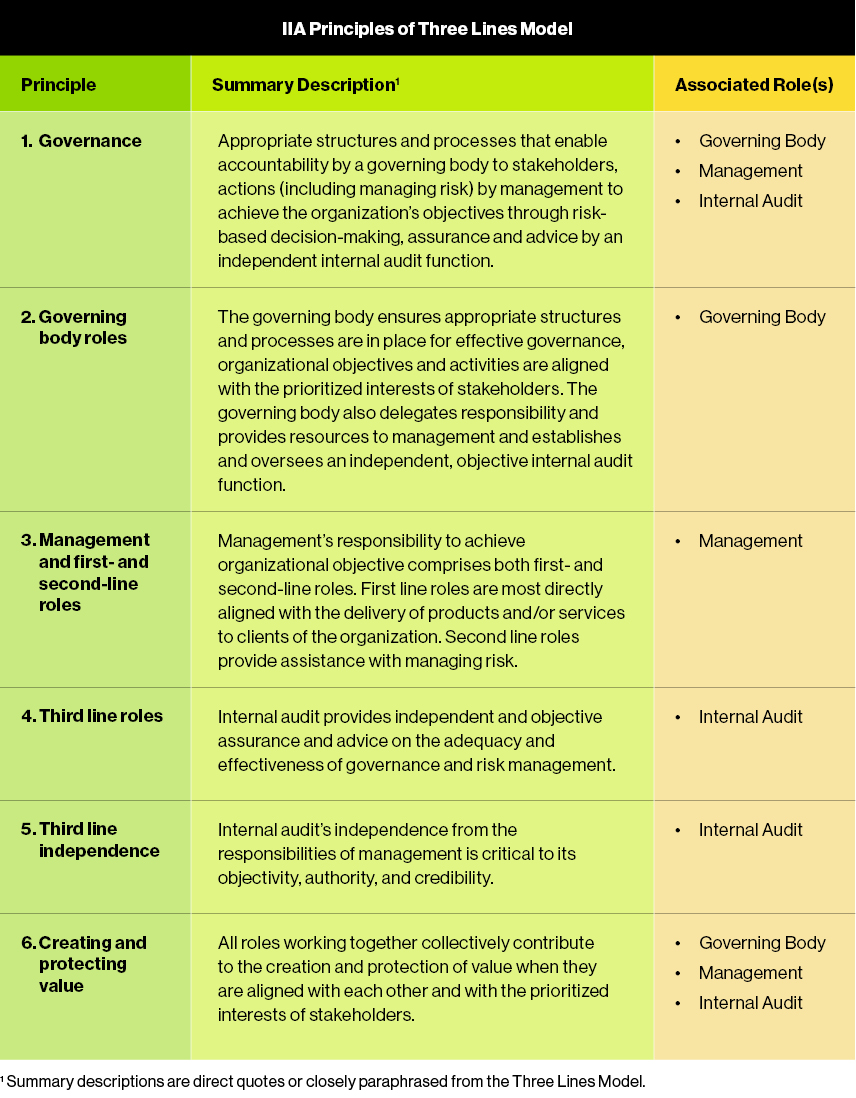 IIA Principles of Three Lines Model
Principle
Summary Description¹
Associated Role(s)
1. Governance
Appropriate structures and processes that enable
accountability by a governing body to stakeholders,
actions (including managing risk) by management to
achieve the organization's objectives through risk-
based decision-making, assurance and advice by an
independent internal audit function.
• Governing Body
• Management
• Internal Audit
2. Governing
body roles
The governing body ensures appropriate structures
and processes are in place for effective governance,
organizational objectives and activities are aligned
with the prioritized interests of stakeholders. The
governing body also delegates responsibility and
provides resources to management and establishes
and oversees an independent, objective internal audit
function.
• Governing Body
3. Management
and first- and
second-line
roles
Management's responsibility to achieve
organizational objective comprises both first- and
second-line roles. First line roles are most directly
aligned with the delivery of products and/or services
to clients of the organization. Second line roles
provide assistance with managing risk.
• Management
4. Third line roles
Internal audit provides independent and objective
assurance and advice on the adequacy and
effectiveness of governance and risk management.
• Internal Audit
5. Third line
independence
Internal audit's independence from the
responsibilities of management is critical to its
objectivity, authority, and credibility.
• Internal Audit
6. Creating and
protecting
value
All roles working together collectively contribute
to the creation and protection of value when they
are aligned with each other and with the prioritized
interests of stakeholders.
• Governing Body
• Management
• Internal Audit
¹ Summary descriptions are direct quotes or closely paraphrased from the Three Lines Model.